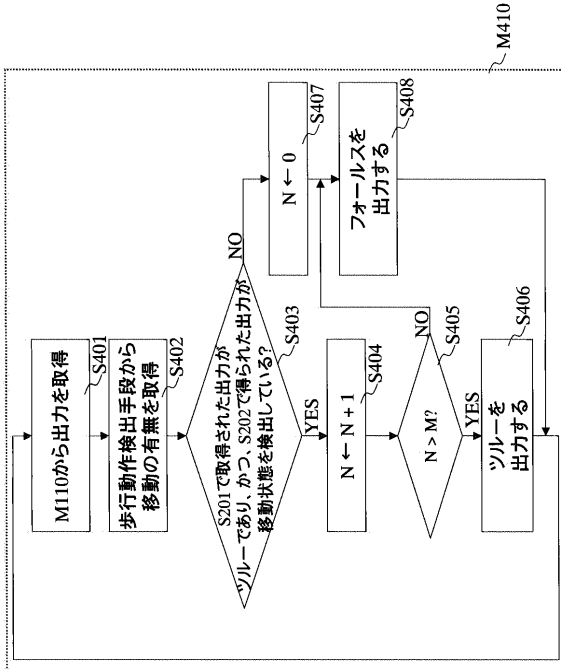 M410
M110から出力を取得
S401
歩行動作検出手段から
移動の有無を取得
S402
S201で取得された出力が
ツルーであり、かつ、S202で得られた出力が
移動状態を検出している?
S403
NO
YES
N ← 0
S407
N ← N + 1
S404
N > M?
S405
NO
YES
フォールスを
出力する
S408
ツルーを
出力する
S406